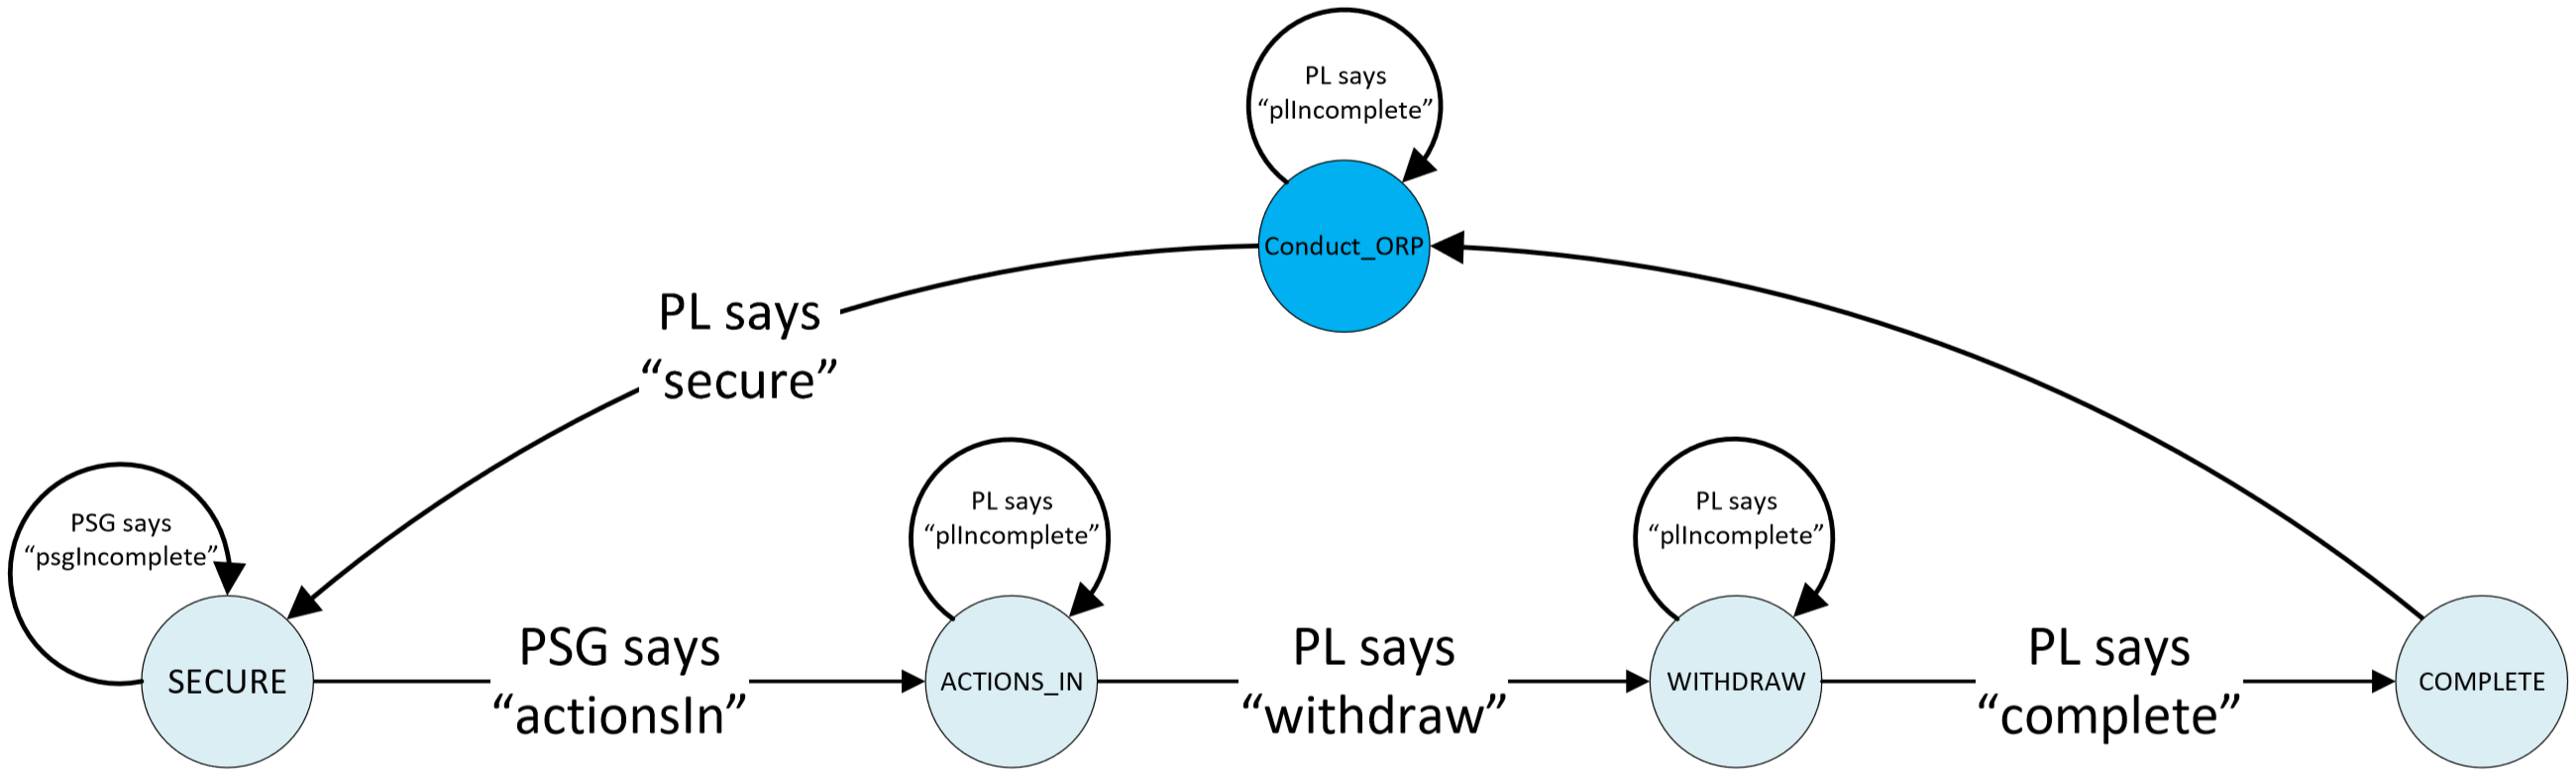 PL says
“plIncomplete”
Conduct_ORP
PL says
“secure”
PSG says
“psgIncomplete”
PL says
“plIncomplete”
PL says
“plIncomplete”
SECURE
PSG says
“actionsIn”
ACTIONS_IN
PL says
“withdraw”
WITHDRAW
PL says
“complete”
COMPLETE